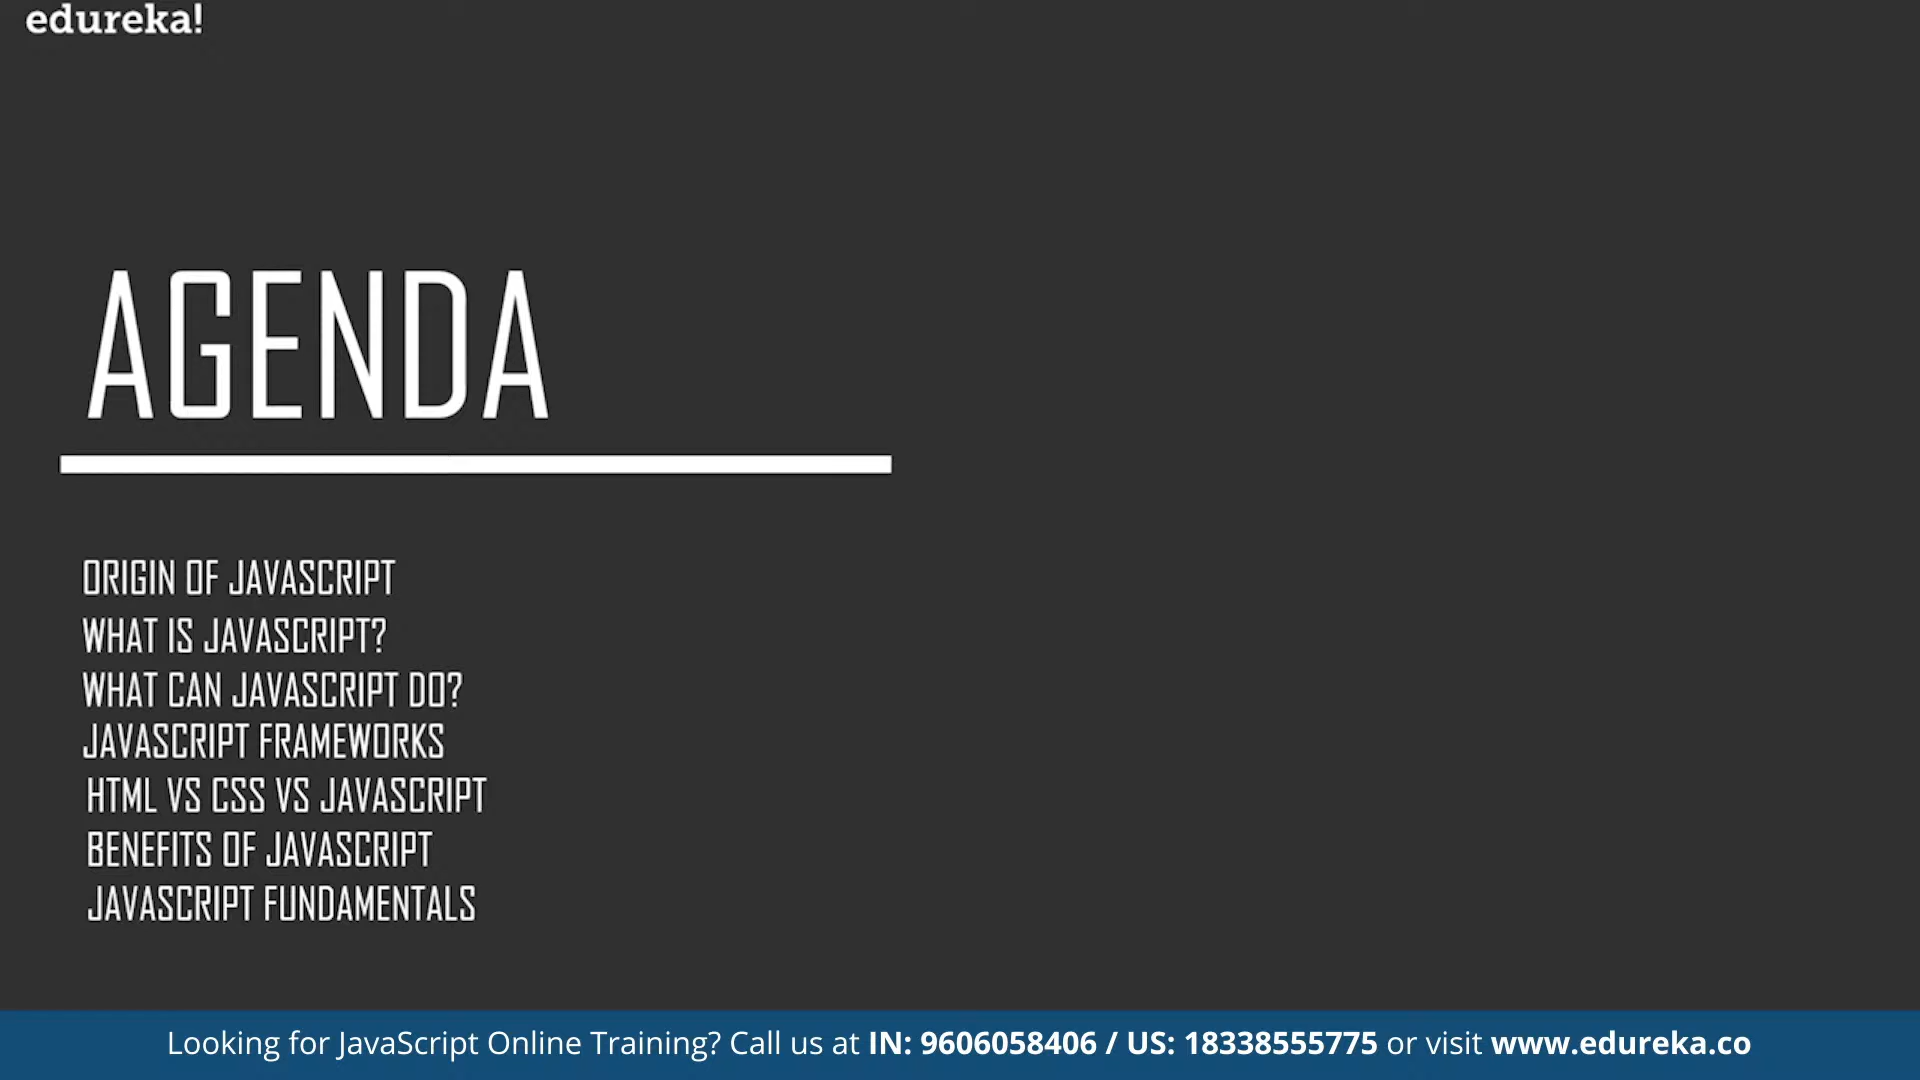 edureka!
AGENDA
ORIGIN OF JAVASCRIPT
WHAT IS JAVASCRIPT?
WHAT CAN JAVASCRIPT DO?
JAVASCRIPT FRAMEWORKS
HTML VS CSS VS JAVASCRIPT
BENEFITS OF JAVASCRIPT
JAVASCRIPT FUNDAMENTALS
Looking for JavaScript Online Training? Call us at IN: 9606058406 / US: 18338555775 or visit www.edureka.co